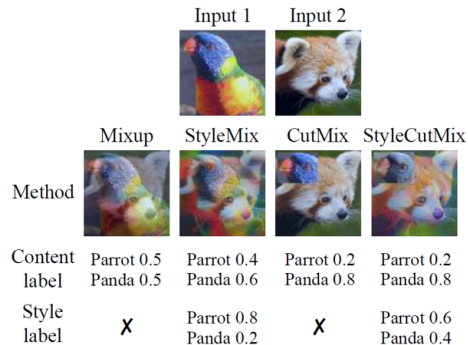 Input 1 Input 2
Mixup StyleMix CutMix StyleCutMix
Method
Content label
Parrot 0.5 Parrot 0.4 Parrot 0.2 Parrot 0.2
Panda 0.5 Panda 0.6 Panda 0.8 Panda 0.8
Style label
✗ Parrot 0.8 ✗ Parrot 0.6
Panda 0.2 Panda 0.4